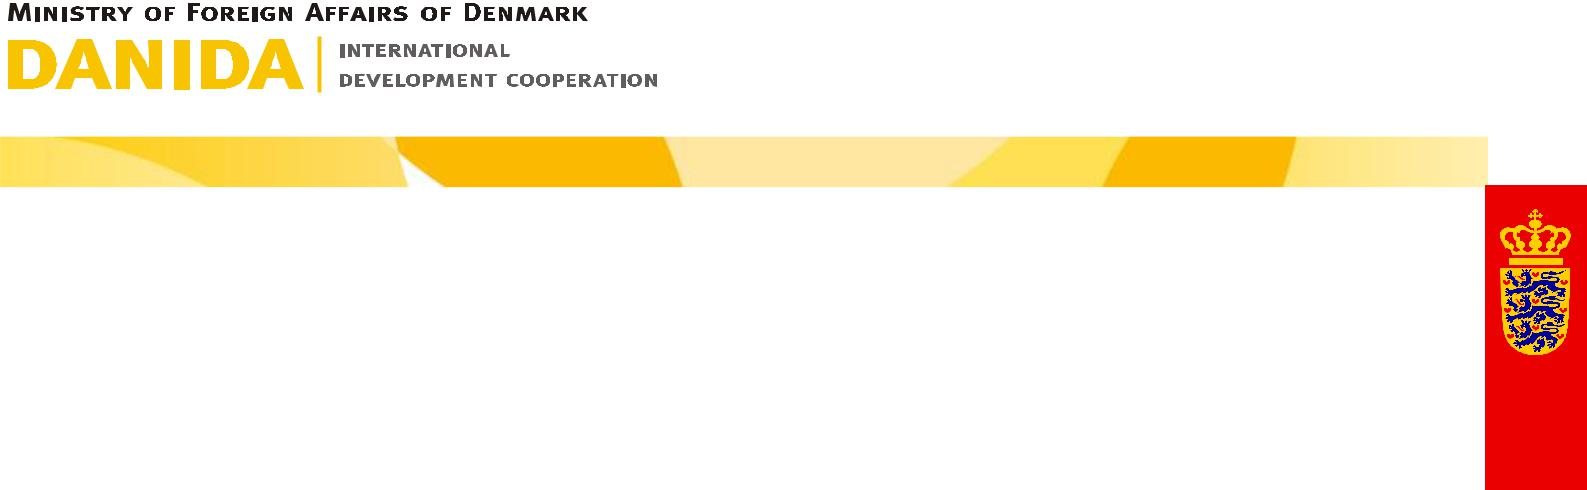 MINISTRY OF FOREIGN AFFAIRS OF DENMARK
DANIDA
INTERNATIONAL
DEVELOPMENT COOPERATION